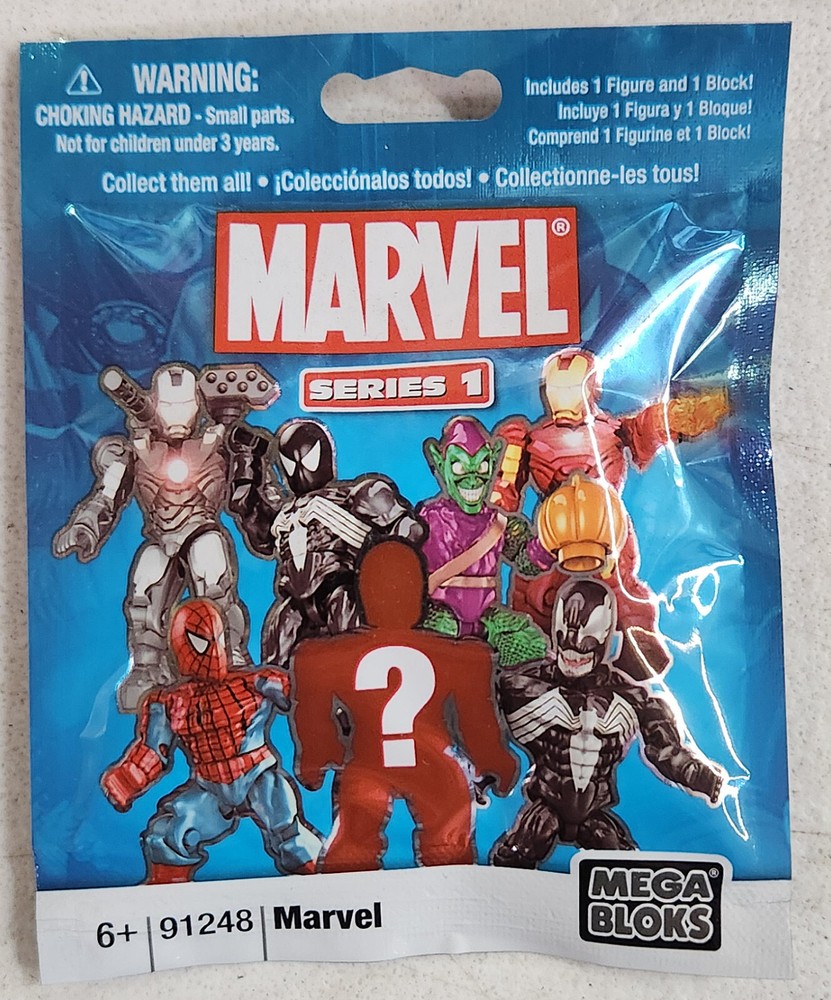 WARNING:
CHOKING HAZARD - Small parts.
Not for children under 3 years.
Includes 1 Figure and 1 Block!
Incluye 1 Figura y 1 Bloque!
Comprend 1 Figurine et 1 Block!
Collect them all! • ¡Colecciónalos todos! • Collectionne-les tous!
MARVEL®
SERIES 1
?
MEGA®
BLOKS
6+ | 91248 | Marvel